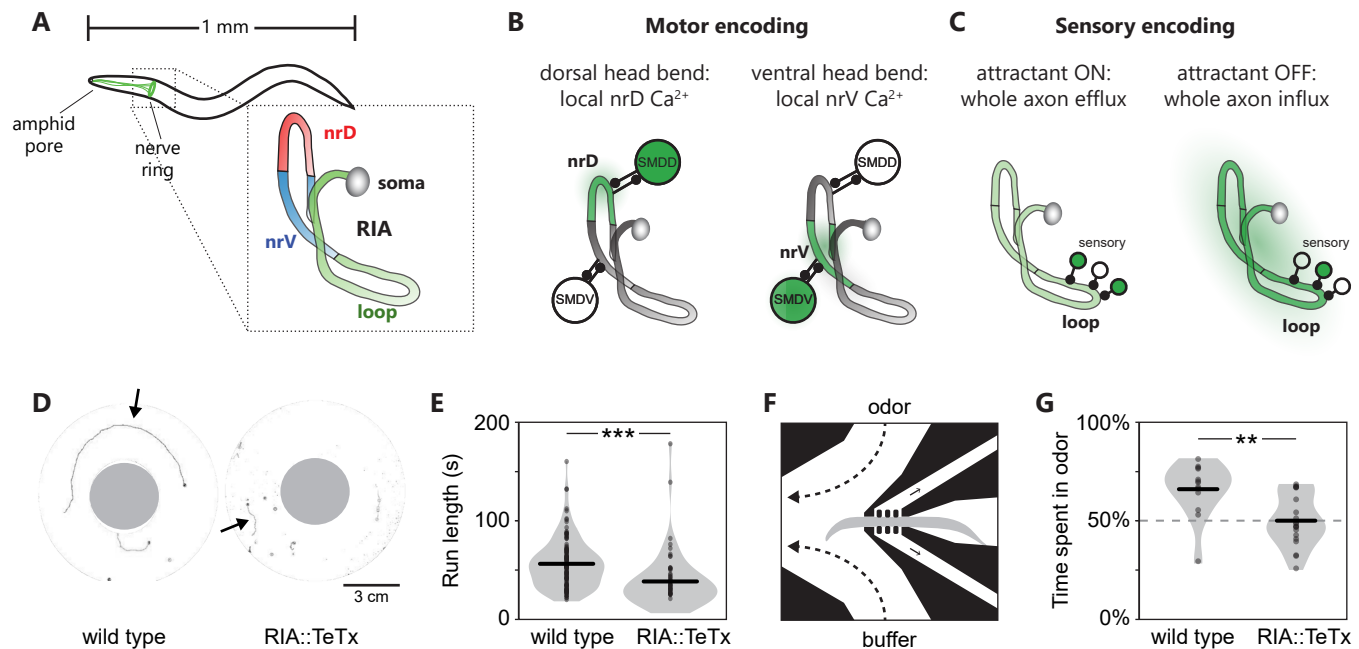 A
1 mm
amphid
pore
nerve
ring
nrD
soma
RIA
nrV
loop
B
Motor encoding
dorsal head bend:
local nrD Ca²⁺
ventral head bend:
local nrV Ca²⁺
nrD
SMDD
SMDV
SMDD
nrV
SMDV
C
Sensory encoding
attractant ON:
whole axon efflux
attractant OFF:
whole axon influx
sensory
loop
sensory
loop
D
3 cm
wild type
RIA::TeTx
E
Run length (s)
200
100
0
***
wild type
RIA::TeTx
F
odor
buffer
G
Time spent in odor
100%
50%
0%
**
wild type
RIA::TeTx